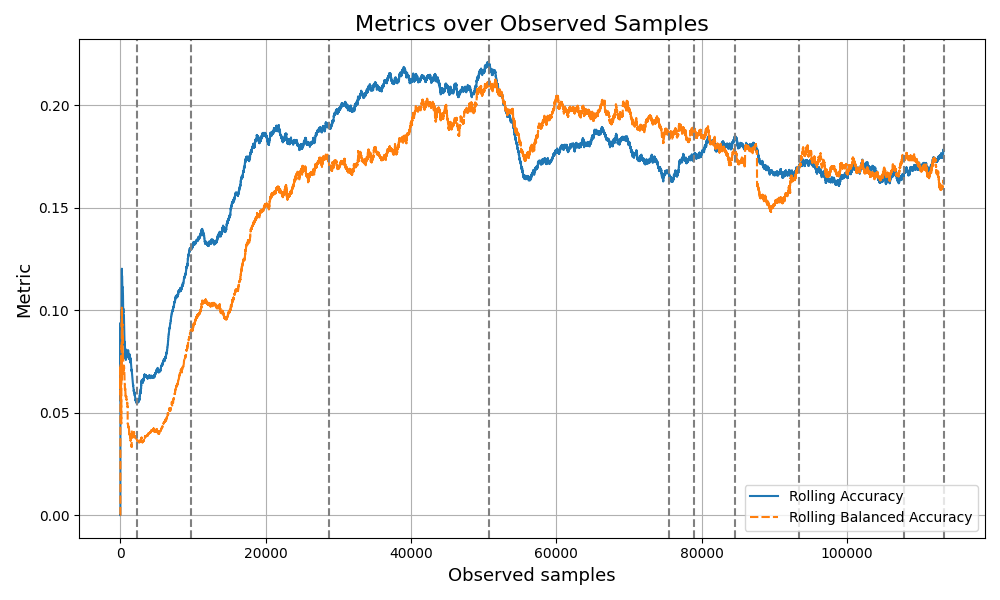 Metrics over Observed Samples
Metric
0.20
0.15
0.10
0.05
0.00
0
20000
40000
60000
80000
100000
Observed samples
Rolling Accuracy
Rolling Balanced Accuracy